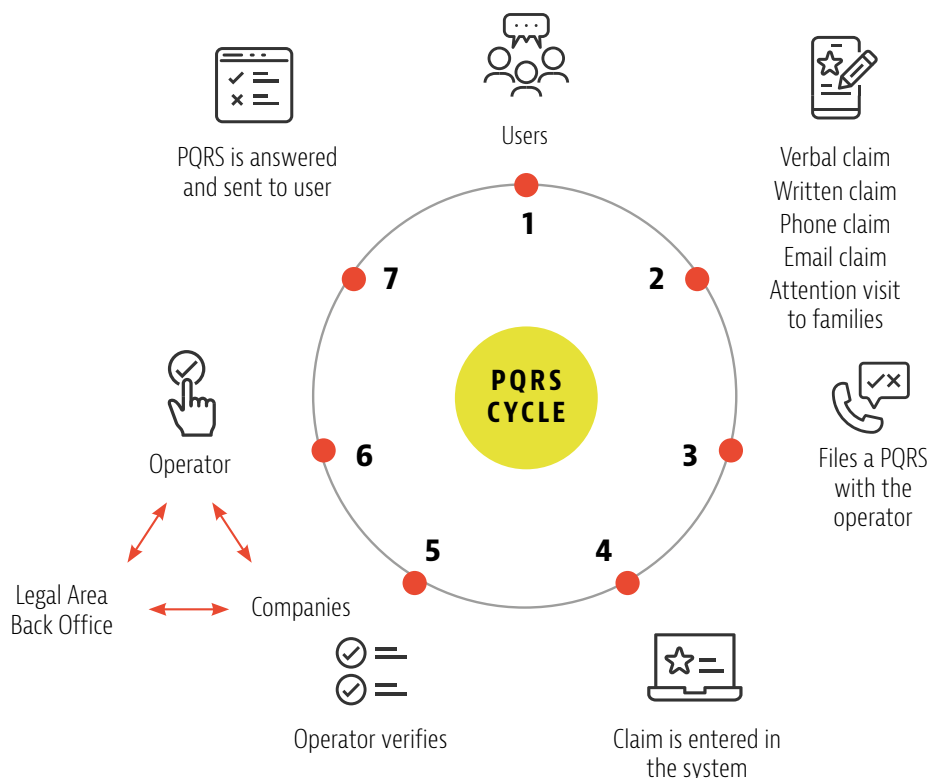 Users
1
Verbal claim
Written claim
Phone claim
Email claim
Attention visit
to families
2
Files a PQRS
with the
operator
3
Claim is entered in
the system
4
Operator verifies
5
Operator
Legal Area
Back Office
Companies
6
PQRS is answered
and sent to user
7
PQRS
CYCLE